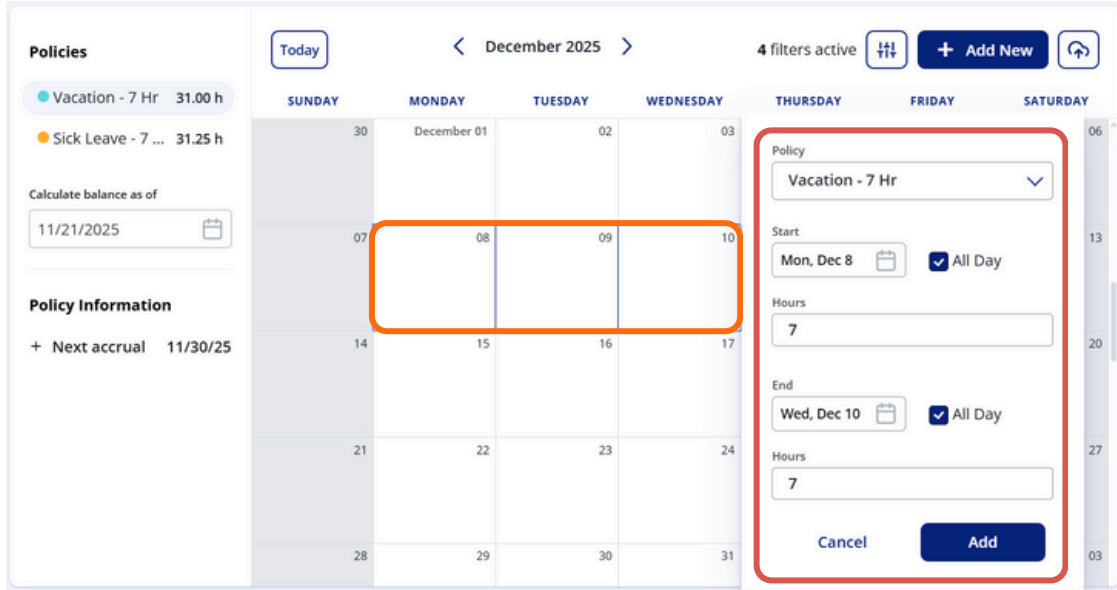 Policies
Vacation - 7 Hr 31.00 h
Sick Leave - 7 ... 31.25 h
Calculate balance as of
11/21/2025
Policy Information
+ Next accrual 11/30/25
Today
December 2025
4 filters active
+ Add New
SUNDAY MONDAY TUESDAY WEDNESDAY THURSDAY FRIDAY SATURDAY
30 December 01 02 03 06
07 08 09 10 13
14 15 16 17 20
21 22 23 24 27
28 29 30 31 03
Policy
Vacation - 7 Hr
Start
Mon, Dec 8 All Day
Hours
7
End
Wed, Dec 10 All Day
Hours
7
Cancel Add